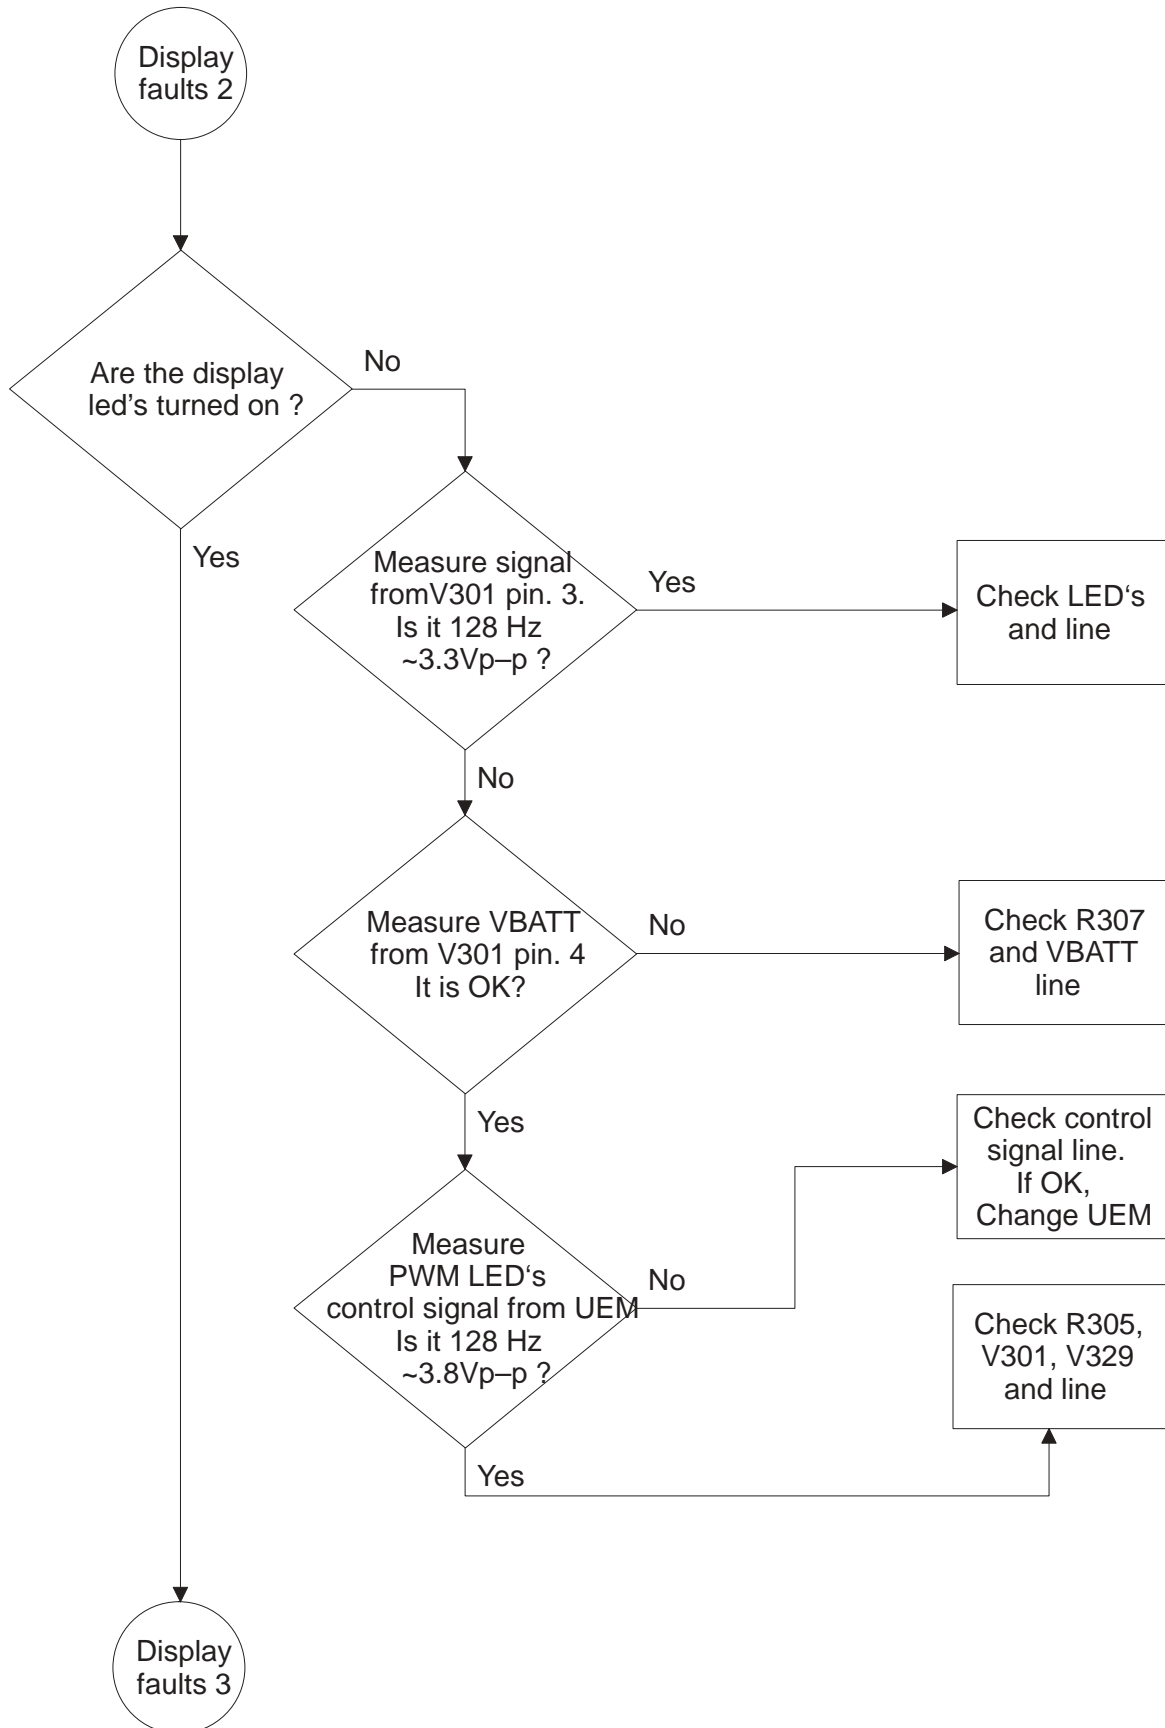 Display
faults 2
Are the display
led's turned on ?
No
Yes
Measure signal
fromV301 pin. 3.
Is it 128 Hz
~3.3Vp–p ?
Yes
Check LED‘s
and line
No
Measure VBATT
from V301 pin. 4
It is OK?
No
Check R307
and VBATT
line
Yes
Measure
PWM LED‘s
control signal from UEM
Is it 128 Hz
~3.8Vp–p ?
No
Check control
signal line.
If OK,
Change UEM
Yes
Check R305,
V301, V329
and line
Display
faults 3